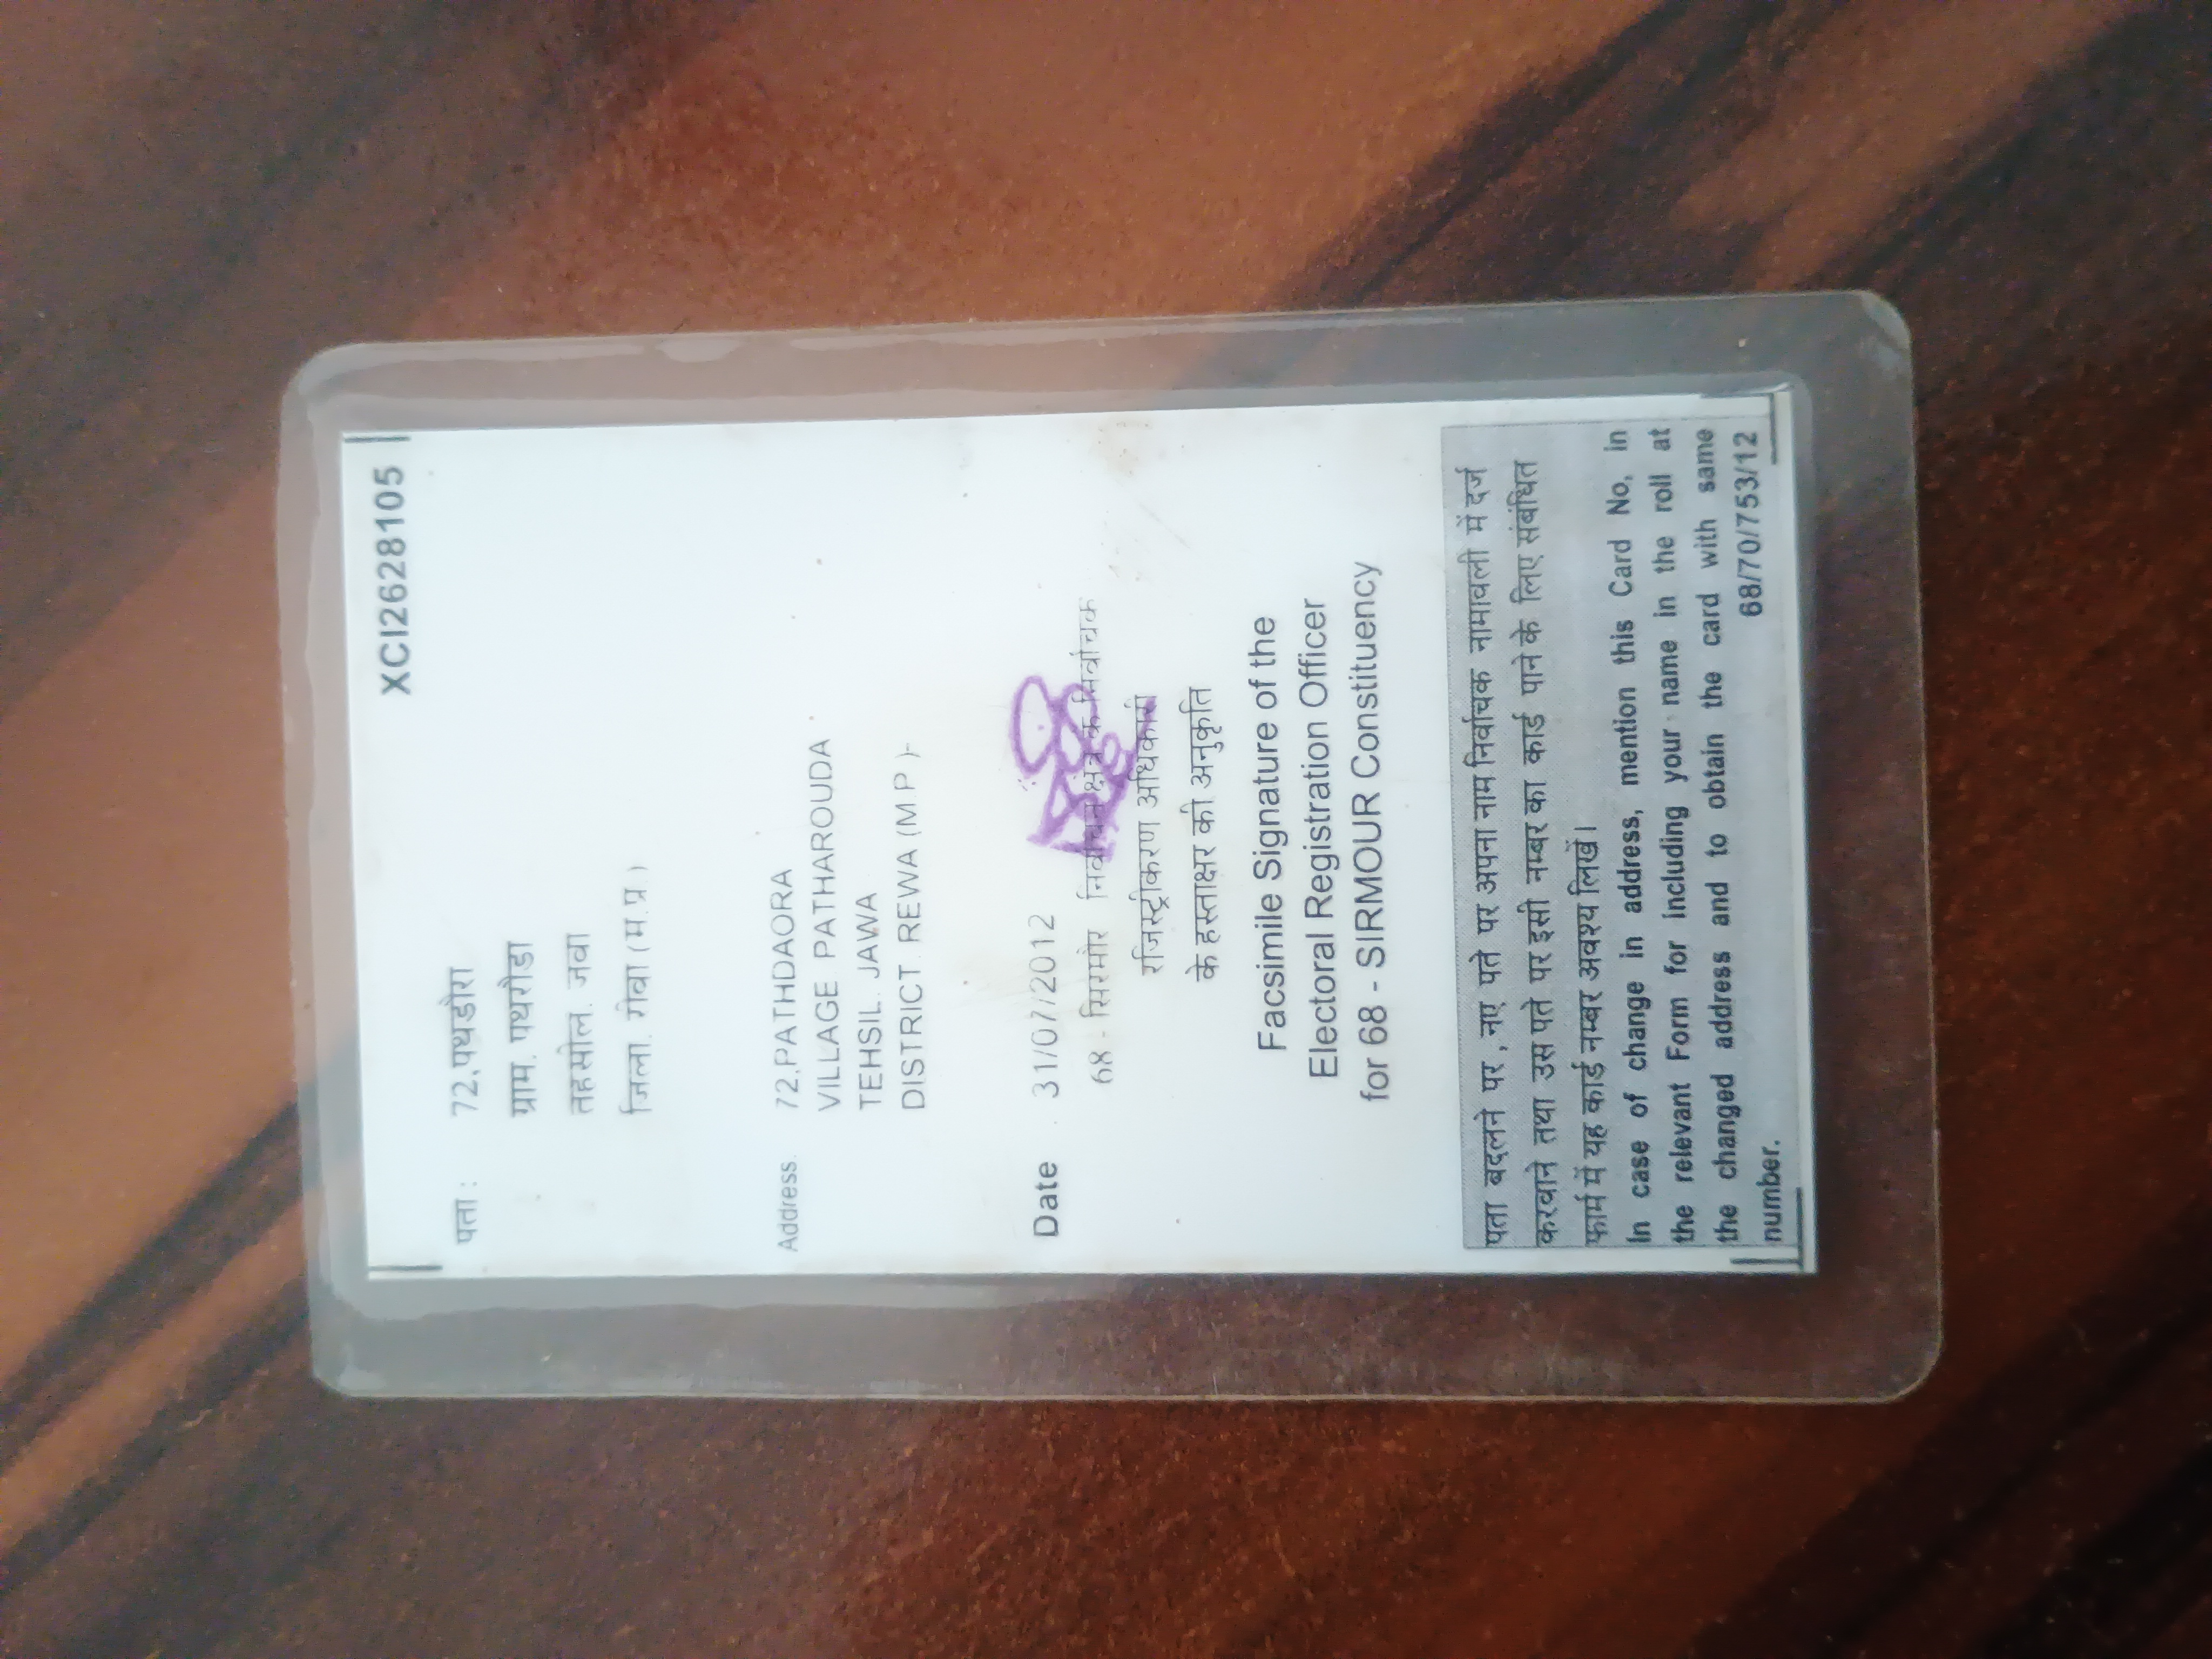 XCI2628105
पता : 72,पथडौरा
ग्राम. पथरौडा
तहसील. जवा
जिला. रीवा (म.प्र.)
Address. 72,PATHDAORA
VILLAGE. PATHAROUDA
TEHSIL. JAWA
DISTRICT. REWA (M.P.)-
Date . 31/07/2012
68 - सिरमौर निर्वाचन क्षेत्र के निर्वाचक
रजिस्ट्रीकरण अधिकारी
के हस्ताक्षर की अनुकृति
Facsimile Signature of the
Electoral Registration Officer
for 68 - SIRMOUR Constituency
पता बदलने पर, नए पते पर अपना नाम निर्वाचक नामावली में दर्ज
करवाने तथा उस पते पर इसी नम्बर का कार्ड पाने के लिए संबंधित
फार्म में यह कार्ड नम्बर अवश्य लिखें।
In case of change in address, mention this Card No, in
the relevant Form for including your name in the roll at
the changed address and to obtain the card with same
number. 68/70/753/12